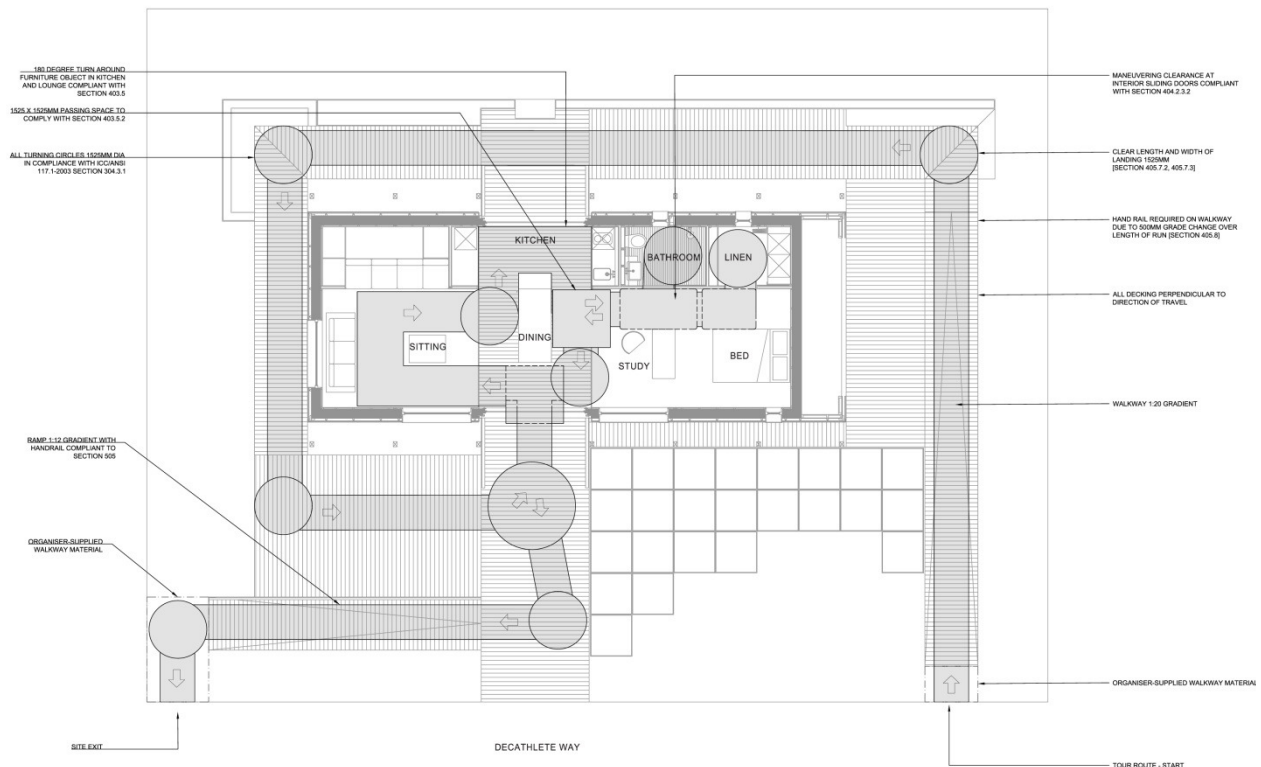 180 DEGREE TURN AROUND
FURNITURE OBJECT IN KITCHEN
AND LOUNGE COMPLIANT WITH
SECTION 403.5
1525 X 1525MM PASSING SPACE TO
COMPLY WITH SECTION 403.5.2
ALL TURNING CIRCLES 1525MM DIA
IN COMPLIANCE WITH ICC/ANSI
117.1-2003 SECTION 304.3.1
RAMP 1:12 GRADIENT WITH
HANDRAIL COMPLIANT TO
SECTION 505
ORGANISER-SUPPLIED
WALKWAY MATERIAL
SITE EXIT
KITCHEN
BATHROOM
LINEN
SITTING
DINING
STUDY
BED
DECATHLETE WAY
MANEUVERING CLEARANCE AT
INTERIOR SLIDING DOORS COMPLIANT
WITH SECTION 404.2.3.2
CLEAR LENGTH AND WIDTH OF
LANDING 1525MM
[SECTION 405.7.2, 405.7.3]
HAND RAIL REQUIRED ON WALKWAY
DUE TO 500MM GRADE CHANGE OVER
LENGTH OF RUN [SECTION 405.8]
ALL DECKING PERPENDICULAR TO
DIRECTION OF TRAVEL
WALKWAY 1:20 GRADIENT
ORGANISER-SUPPLIED WALKWAY MATERIAL
TOUR ROUTE - START